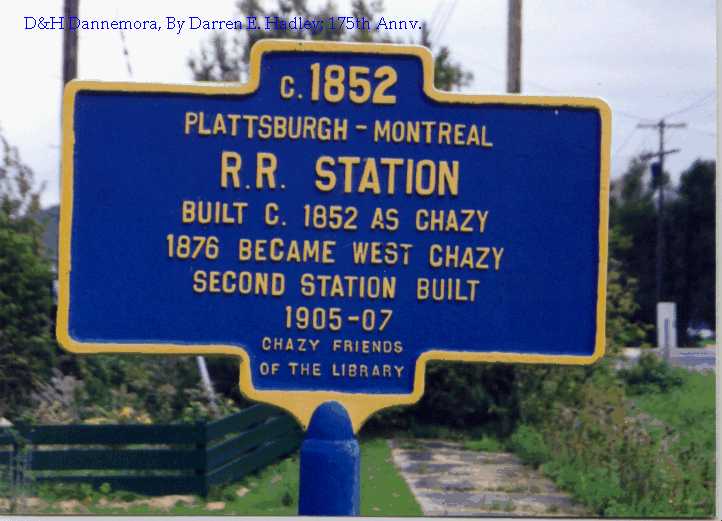 D&H Dannemora, By Darren E. Hadley; 175th Annv.
C. 1852
PLATTSBURGH - MONTREAL
R.R. STATION
BUILT C. 1852 AS CHAZY
1876 BECAME WEST CHAZY
SECOND STATION BUILT
1905-07
CHAZY FRIENDS
OF THE LIBRARY